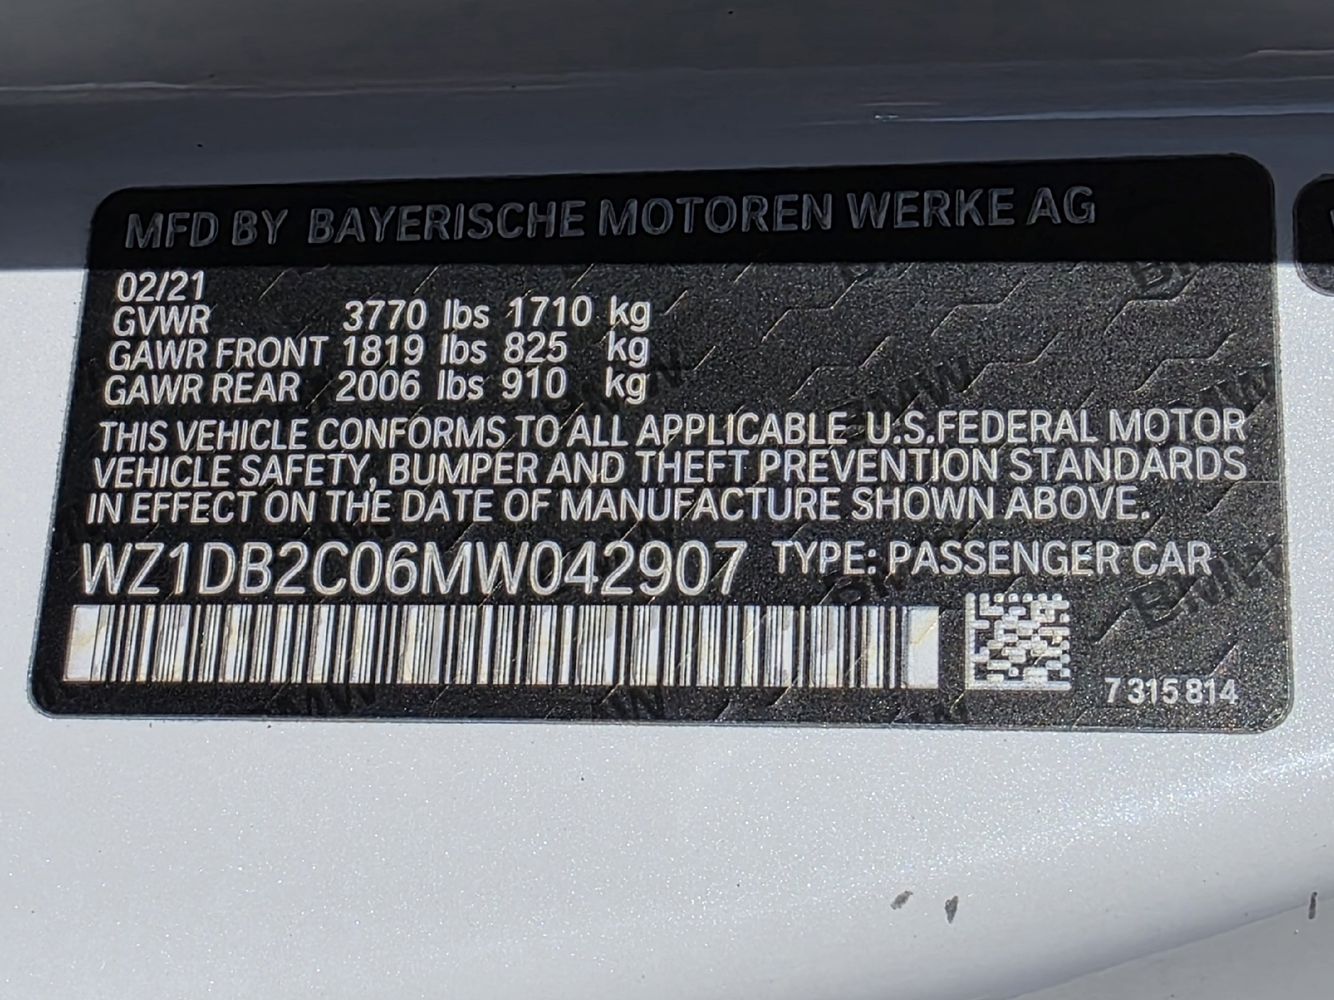 MFD BY BAYERISCHE MOTOREN WERKE AG
02/21
GVWR 3770 lbs 1710 kg
GAWR FRONT 1819 lbs 825 kg
GAWR REAR 2006 lbs 910 kg
THIS VEHICLE CONFORMS TO ALL APPLICABLE U.S.FEDERAL MOTOR
VEHICLE SAFETY, BUMPER AND THEFT PREVENTION STANDARDS
IN EFFECT ON THE DATE OF MANUFACTURE SHOWN ABOVE.
WZ1DB2C06MW042907 TYPE: PASSENGER CAR
7 315 814